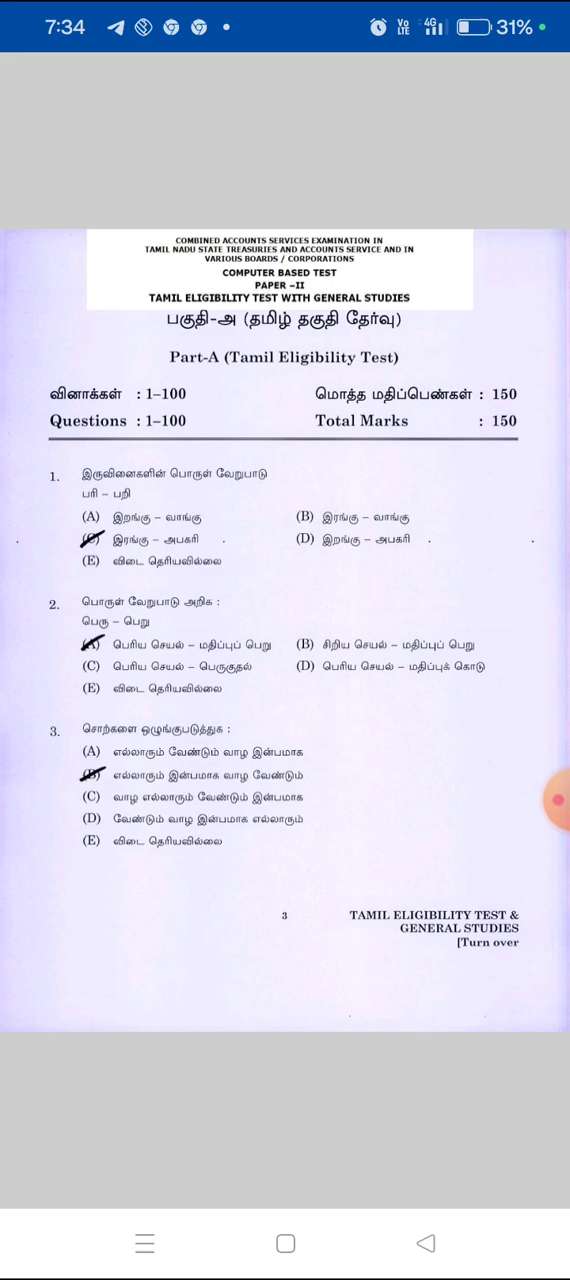 7:34
Vo LTE 4G 31%
COMBINED ACCOUNTS SERVICES EXAMINATION IN
TAMIL NADU STATE TREASURIES AND ACCOUNTS SERVICE AND IN
VARIOUS BOARDS / CORPORATIONS
COMPUTER BASED TEST
PAPER –II
TAMIL ELIGIBILITY TEST WITH GENERAL STUDIES
பகுதி-அ (தமிழ் தகுதி தேர்வு)
Part-A (Tamil Eligibility Test)
வினாக்கள் : 1–100 மொத்த மதிப்பெண்கள் : 150
Questions : 1–100 Total Marks : 150
1. இருவினைகளின் பொருள் வேறுபாடு
பரி – பறி
(A) இறங்கு – வாங்கு (B) இரங்கு – வாங்கு
(C) இரங்கு – அபகரி (D) இறங்கு – அபகரி
(E) விடை தெரியவில்லை
2. பொருள் வேறுபாடு அறிக :
பெரு – பெறு
(A) பெரிய செயல் – மதிப்புப் பெறு (B) சிறிய செயல் – மதிப்புப் பெறு
(C) பெரிய செயல் – பெருகுதல் (D) பெரிய செயல் – மதிப்புக் கொடு
(E) விடை தெரியவில்லை
3. சொற்களை ஒழுங்குபடுத்துக :
(A) எல்லாரும் வேண்டும் வாழ இன்பமாக
(B) எல்லாரும் இன்பமாக வாழ வேண்டும்
(C) வாழ எல்லாரும் வேண்டும் இன்பமாக
(D) வேண்டும் வாழ இன்பமாக எல்லாரும்
(E) விடை தெரியவில்லை
3 TAMIL ELIGIBILITY TEST &
GENERAL STUDIES
[Turn over